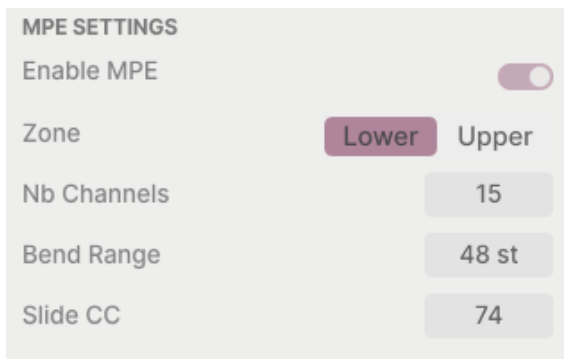 MPE SETTINGS
Enable MPE
Zone Lower Upper
Nb Channels 15
Bend Range 48 st
Slide CC 74